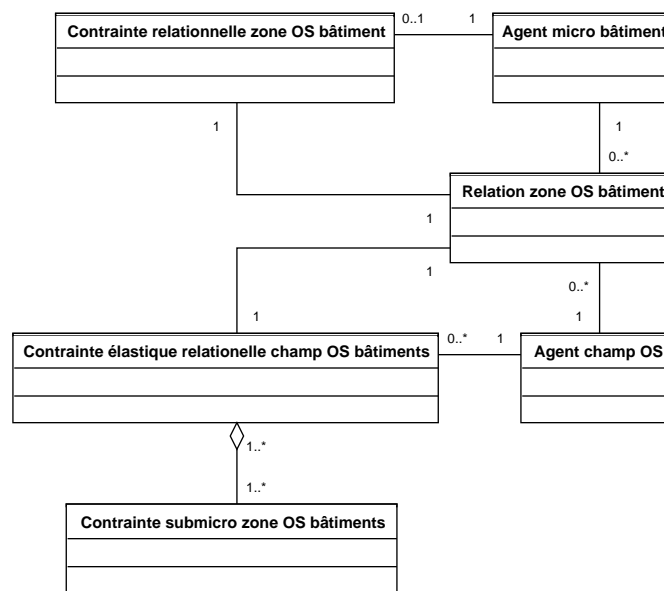 Contrainte relationnelle zone OS bâtiment
0..1
1
Agent micro bâtiment
1
1
0..*
Relation zone OS bâtiment
1
1
0..*
1
1
Contrainte élastique relationelle champ OS bâtiments
0..*
1
Agent champ OS
1..*
1..*
Contrainte submicro zone OS bâtiments